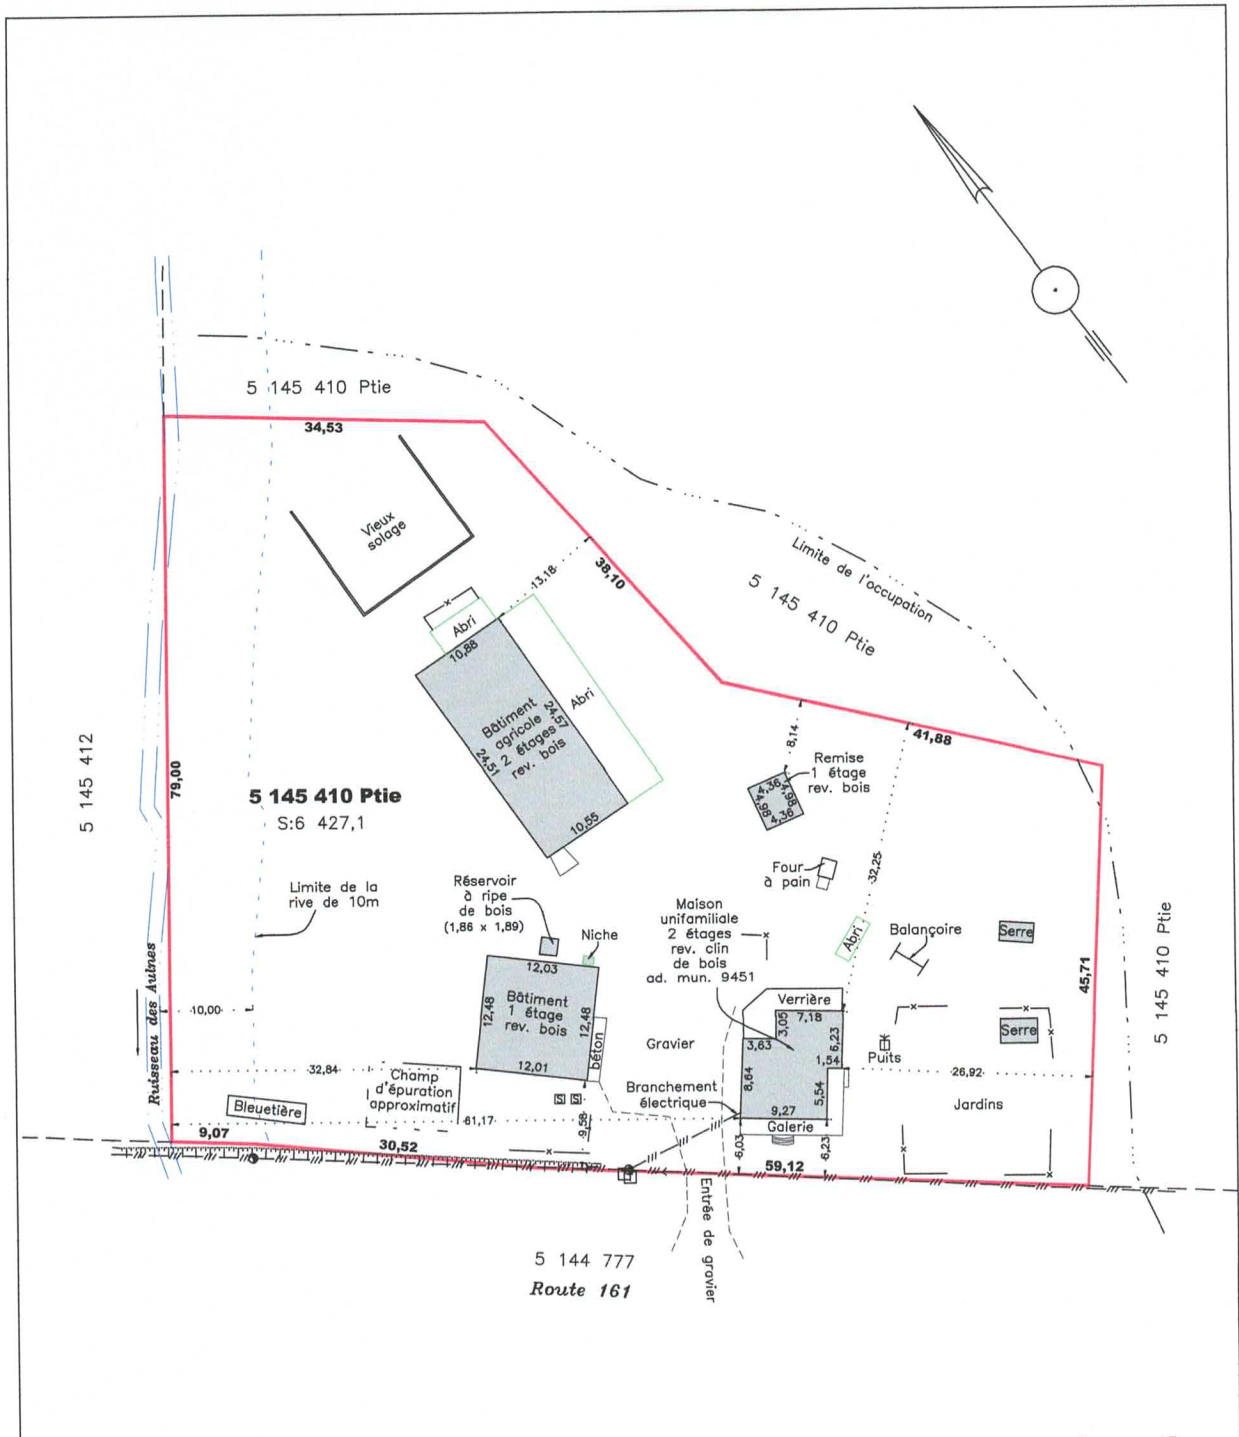 5 145 410 Ptie
34,53
Vieux
solage
13,18
38,10
Limite de l'occupation
5 145 410 Ptie
Abri
10,88
Abri
Bâtiment
agricole
2 étages
rev. bois
24,57
24,51
10,55
41,88
8,14
Remise
1 étage
rev. bois
4,36
4,98
4,98
4,36
5 145 412
79,00
5 145 410 Ptie
S:6 427,1
32,25
Four
à pain
Limite de la
rive de 10m
Réservoir
à ripe
de bois
(1,86 x 1,89)
Niche
Maison
unifamiliale
2 étages
rev. clin
de bois
ad. mun. 9451
Abri
Balançoire
Serre
45,71
5 145 410 Ptie
12,03
Bâtiment
1 étage
rev. bois
12,48
12,48
12,01
béton
Ruisseau des Aulnes
10,00
Verrière
7,18
3,05
3,63
6,23
1,54
8,64
5,54
9,27
Galerie
Gravier
Puits
Serre
26,92
Jardins
32,84
Champ
d'épuration
approximatif
Branchement
électrique
Bleuetière
S S
61,17
9,58
9,07
30,52
6,03
59,12
6,23
Entrée de gravier
5 144 777
Route 161